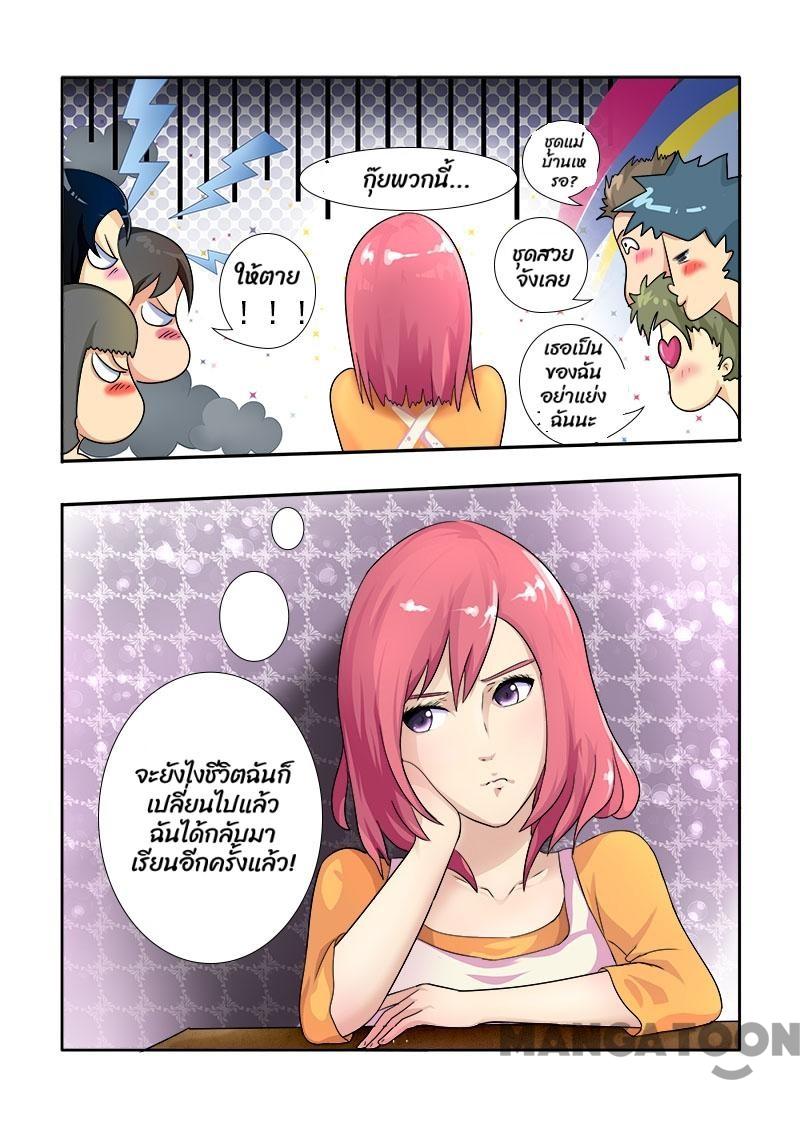 กุ๊ยพวกนี้...
ให้ตาย
! ! !
ชุดแม่
บ้านเห
รอ?
ชุดสวย
จังเลย
เธอเป็น
ของฉัน
อย่าแย่ง
ฉันนะ
จะยังไงชีวิตฉันก็
เปลี่ยนไปแล้ว
ฉันได้กลับมา
เรียนอีกครั้งแล้ว!
MANGATOON